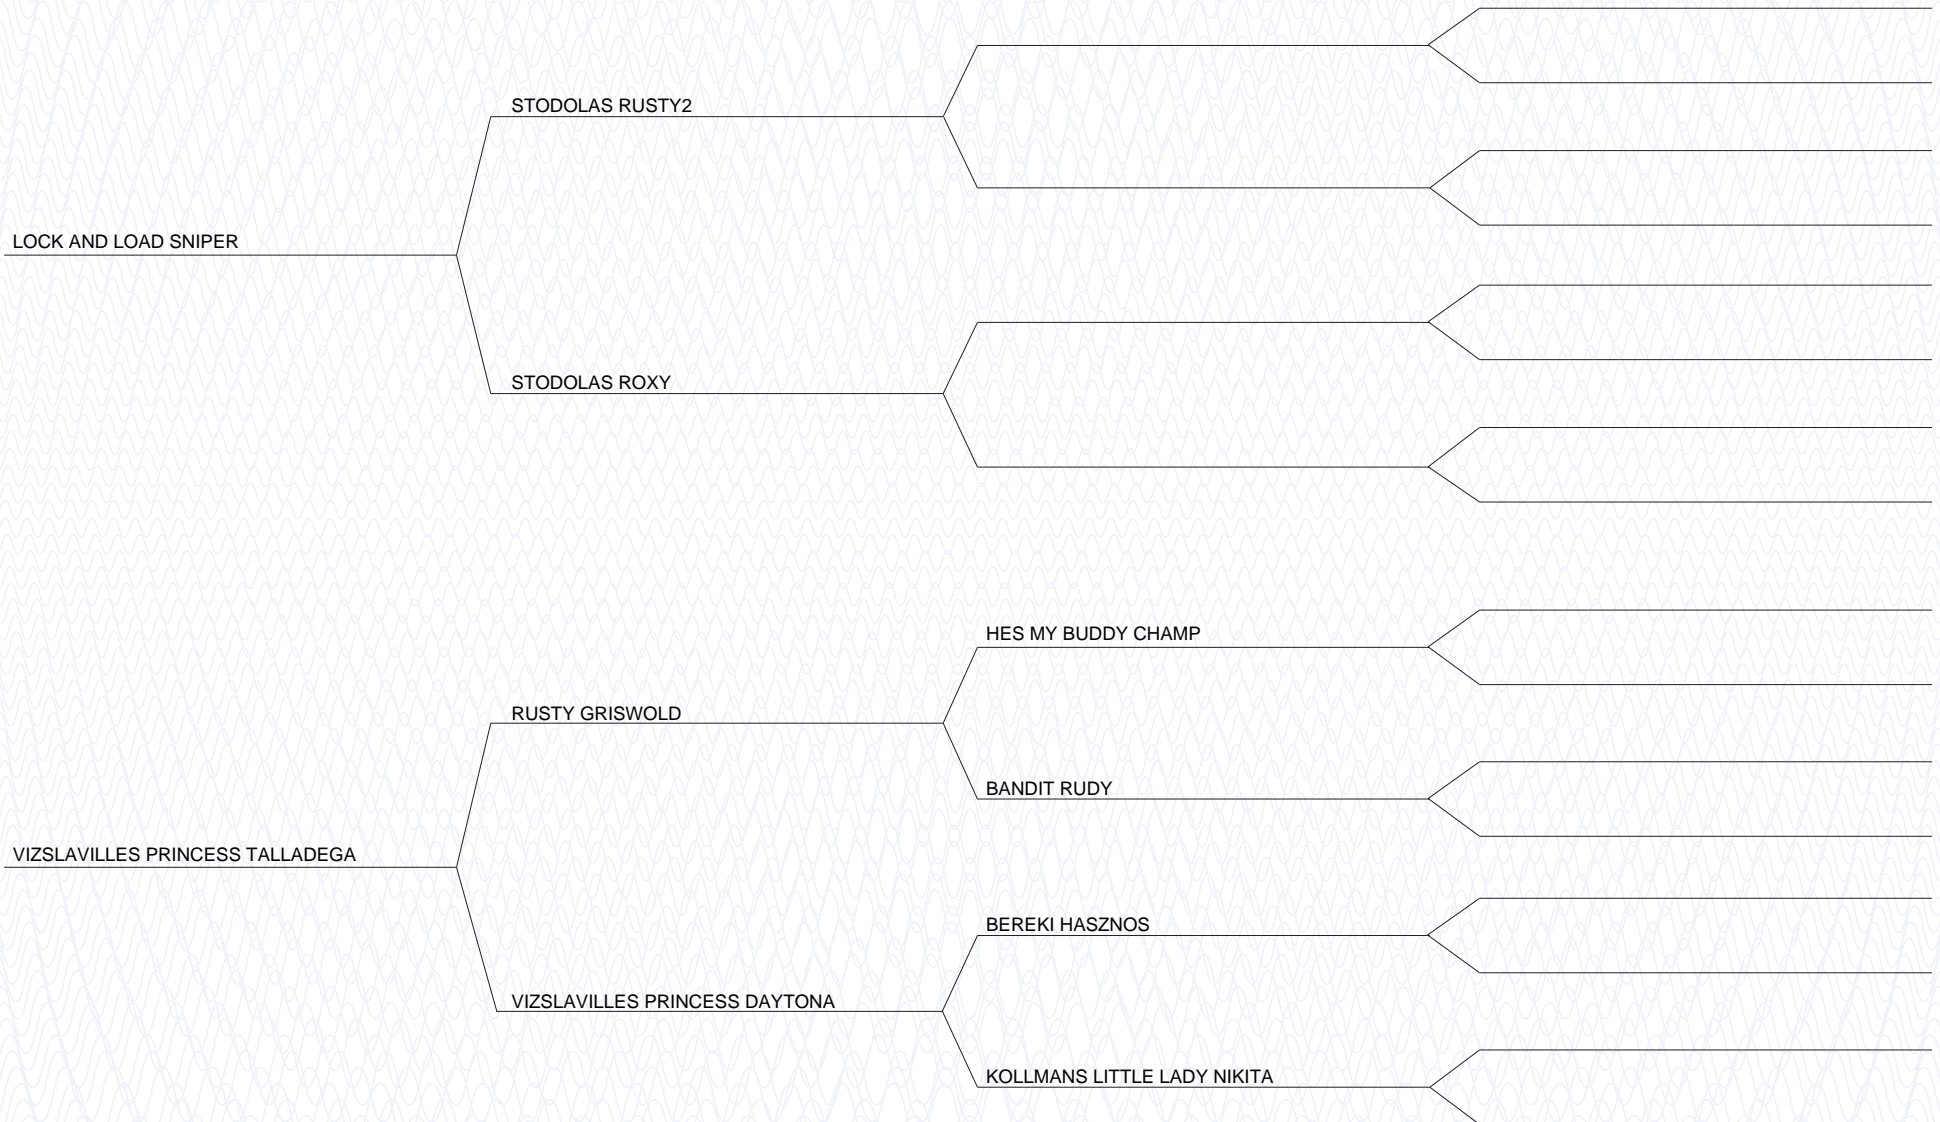 STODOLAS RUSTY2
LOCK AND LOAD SNIPER
STODOLAS ROXY
HES MY BUDDY CHAMP
RUSTY GRISWOLD
BANDIT RUDY
VIZSLAVILLES PRINCESS TALLADEGA
BEREKI HASZNOS
VIZSLAVILLES PRINCESS DAYTONA
KOLLMANS LITTLE LADY NIKITA